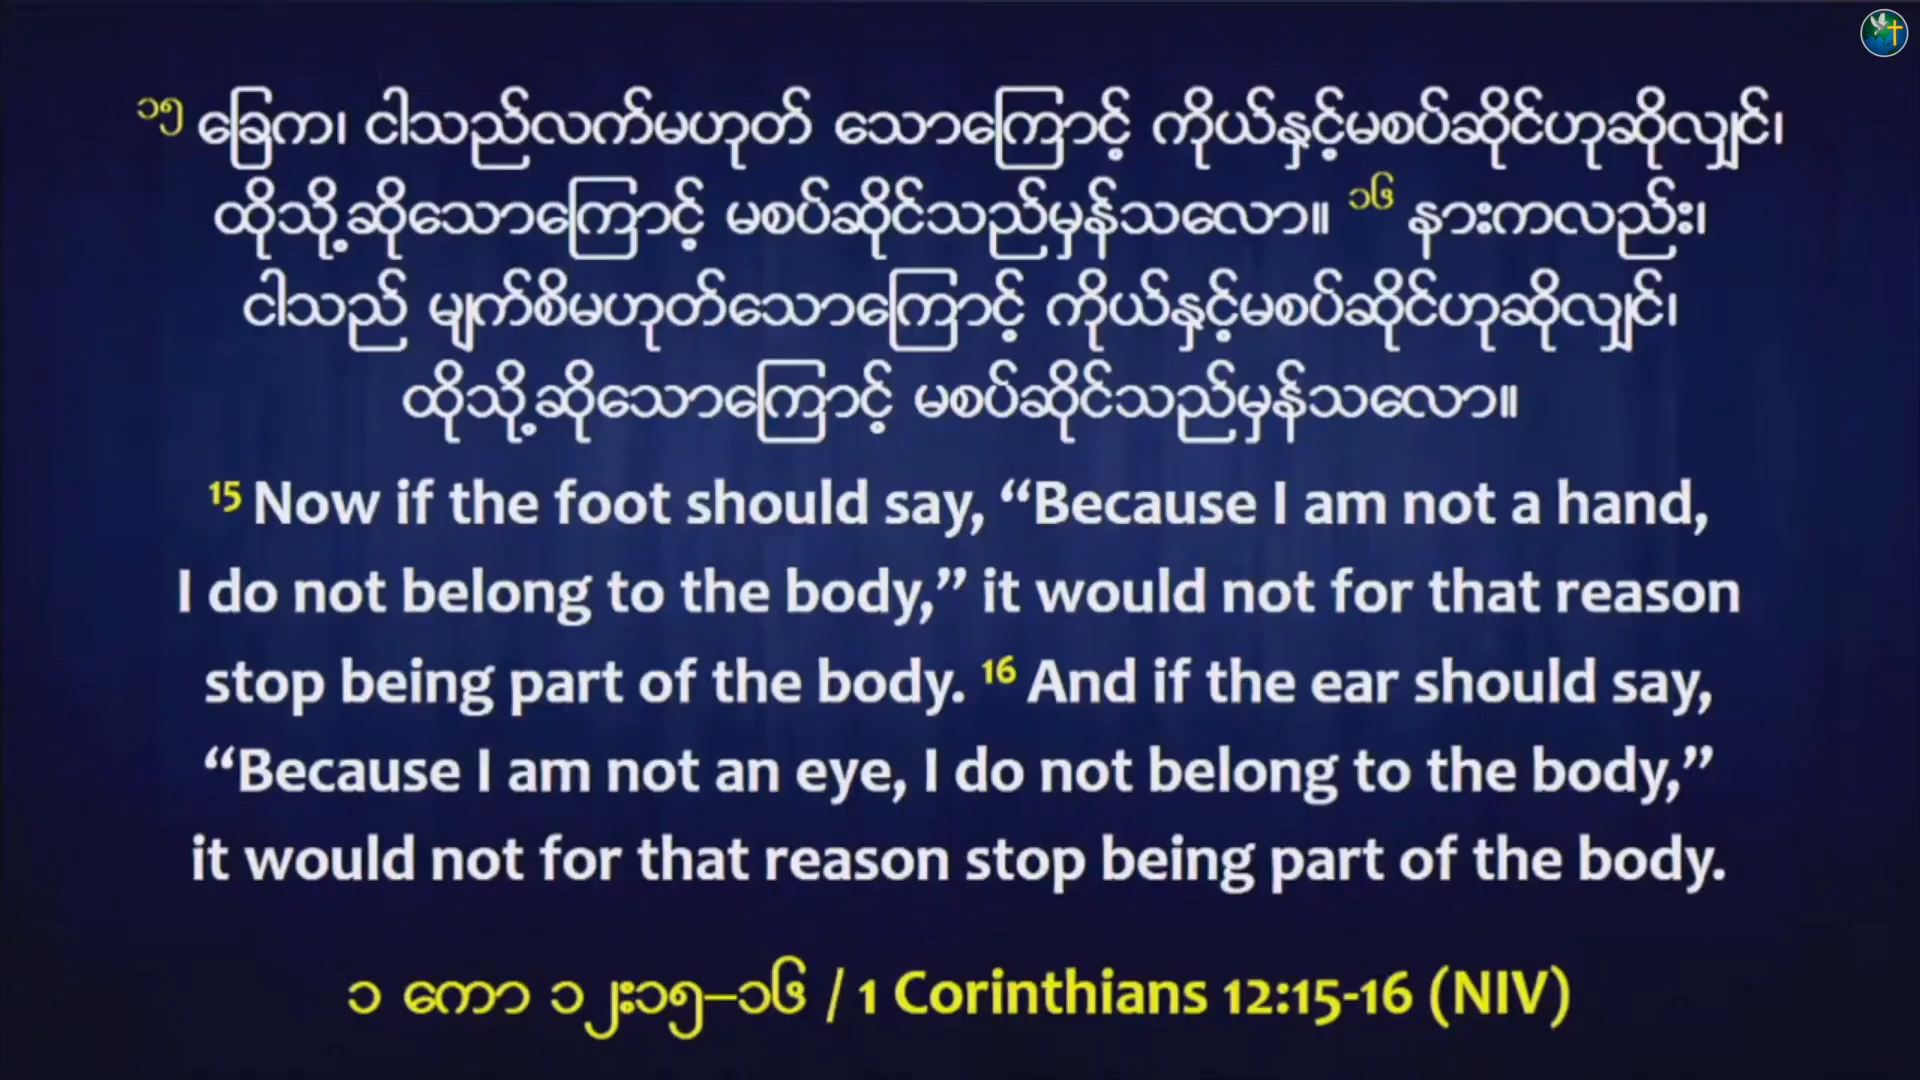 ၁၅ ခြေက၊ ငါသည်လက်မဟုတ် သောကြောင့် ကိုယ်နှင့်မစပ်ဆိုင်ဟုဆိုလျှင်၊
ထိုသို့ဆိုသောကြောင့် မစပ်ဆိုင်သည်မှန်သလော။ ၁၆ နားကလည်း၊
ငါသည် မျက်စိမဟုတ်သောကြောင့် ကိုယ်နှင့်မစပ်ဆိုင်ဟုဆိုလျှင်၊
ထိုသို့ဆိုသောကြောင့် မစပ်ဆိုင်သည်မှန်သလော။
15 Now if the foot should say, “Because I am not a hand,
I do not belong to the body,” it would not for that reason
stop being part of the body. 16 And if the ear should say,
“Because I am not an eye, I do not belong to the body,”
it would not for that reason stop being part of the body.
၁ ကော ၁၂:၁၅–၁၆ / 1 Corinthians 12:15-16 (NIV)